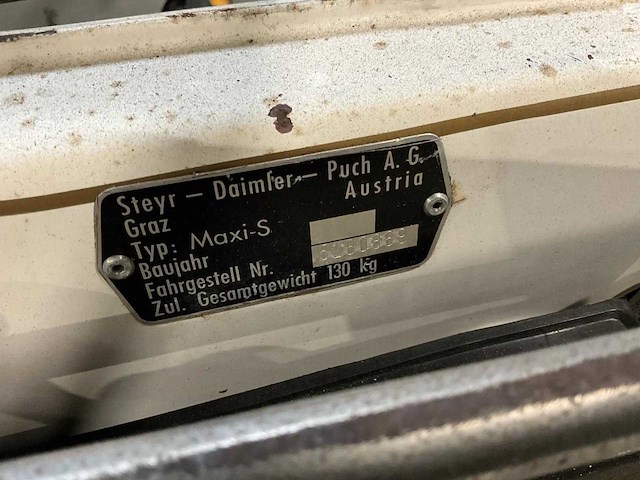 Steyr – Daimler – Puch A. G.
Graz Austria
Typ: Maxi-S
Baujahr
Fahrgestell Nr.
Zul. Gesamtgewicht 130 kg